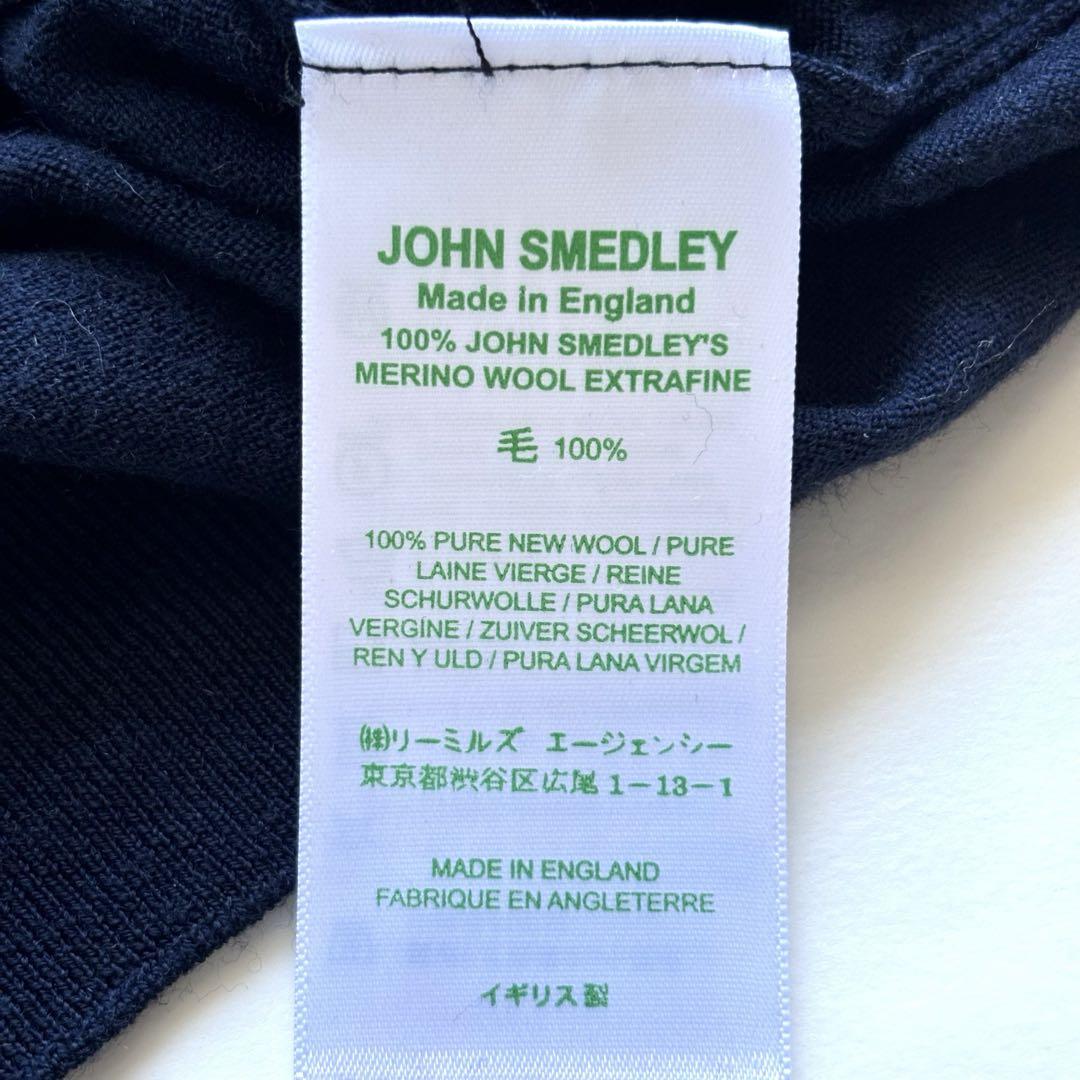 JOHN SMEDLEY
Made in England
100% JOHN SMEDLEY'S
MERINO WOOL EXTRAFINE
毛 100%
100% PURE NEW WOOL / PURE
LAINE VIERGE / REINE
SCHURWOLLE / PURA LANA
VERGINE / ZUIVER SCHEERWOL /
REN Y ULD / PURA LANA VIRGEM
㈱リーミルズ エージェンシー
東京都渋谷区広尾 1-13-1
MADE IN ENGLAND
FABRIQUE EN ANGLETERRE
イギリス製